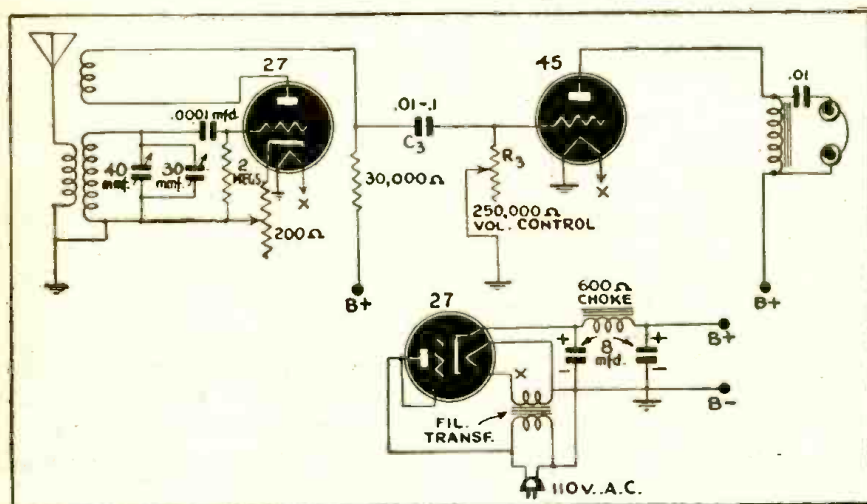 27
45
.01
.0001 mfd.
.01-.1
C3
40
mmf.
30
mmf.
2
MEGS.
R3
30,000Ω
200Ω
250,000Ω
VOL. CONTROL
X
X
B+
B+
27
600Ω
CHOKE
+
+
8
mfd.
-
-
B+
B-
X
FIL.
TRANSF.
110V. A.C.